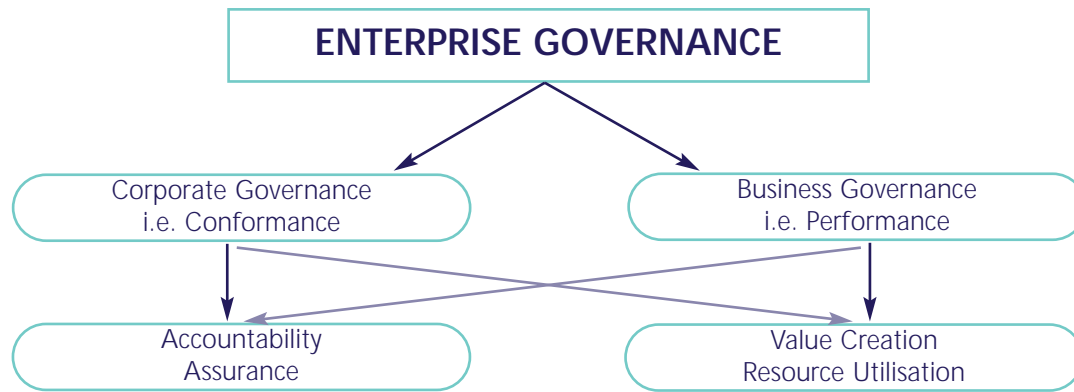 ENTERPRISE GOVERNANCE
Corporate Governance
i.e. Conformance
Business Governance
i.e. Performance
Accountability
Assurance
Value Creation
Resource Utilisation